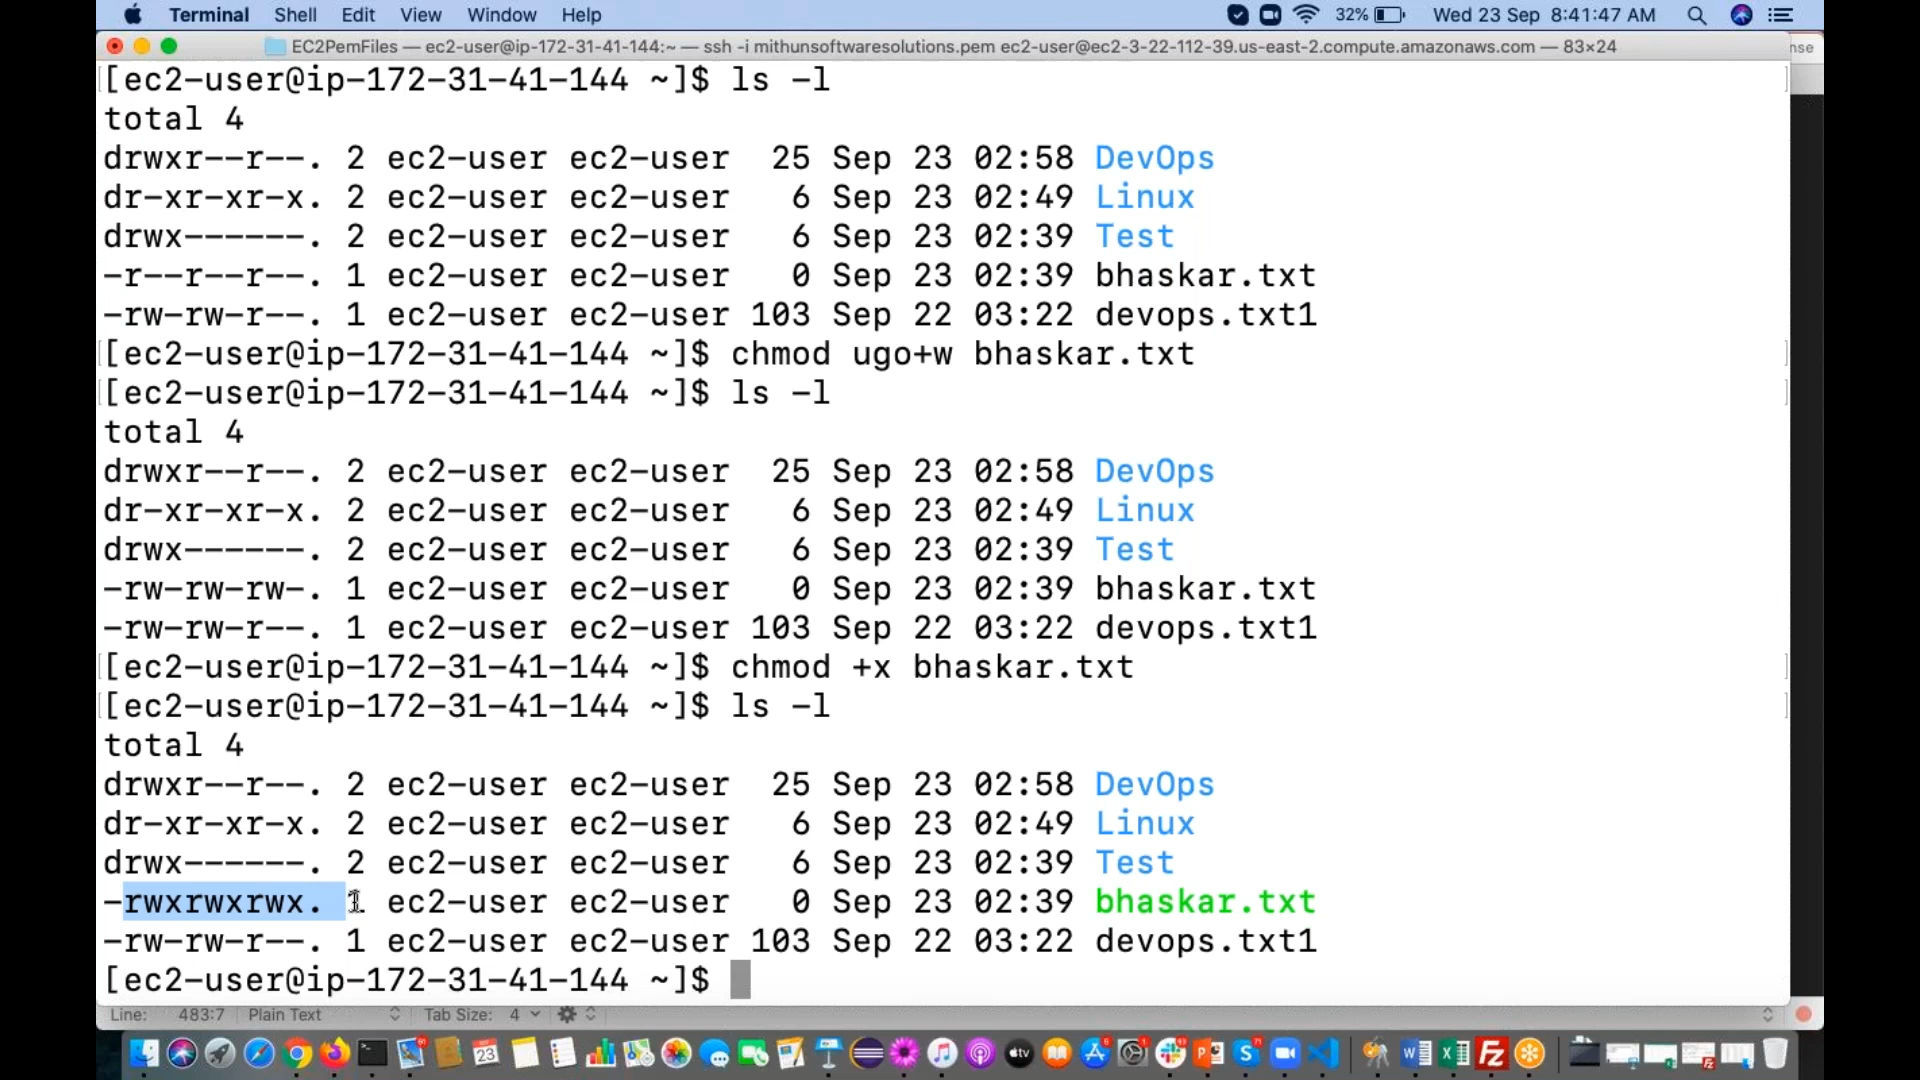 Terminal Shell Edit View Window Help 32% Wed 23 Sep 8:41:47 AM
EC2PemFiles — ec2-user@ip-172-31-41-144:~ — ssh -i mithunsoftwaresolutions.pem ec2-user@ec2-3-22-112-39.us-east-2.compute.amazonaws.com — 83×24
nse
[ec2-user@ip-172-31-41-144 ~]$ ls -l
total 4
drwxr--r--. 2 ec2-user ec2-user  25 Sep 23 02:58 DevOps
dr-xr-xr-x. 2 ec2-user ec2-user   6 Sep 23 02:49 Linux
drwx------. 2 ec2-user ec2-user   6 Sep 23 02:39 Test
-r--r--r--. 1 ec2-user ec2-user   0 Sep 23 02:39 bhaskar.txt
-rw-rw-r--. 1 ec2-user ec2-user 103 Sep 22 03:22 devops.txt1
[ec2-user@ip-172-31-41-144 ~]$ chmod ugo+w bhaskar.txt
[ec2-user@ip-172-31-41-144 ~]$ ls -l
total 4
drwxr--r--. 2 ec2-user ec2-user  25 Sep 23 02:58 DevOps
dr-xr-xr-x. 2 ec2-user ec2-user   6 Sep 23 02:49 Linux
drwx------. 2 ec2-user ec2-user   6 Sep 23 02:39 Test
-rw-rw-rw-. 1 ec2-user ec2-user   0 Sep 23 02:39 bhaskar.txt
-rw-rw-r--. 1 ec2-user ec2-user 103 Sep 22 03:22 devops.txt1
[ec2-user@ip-172-31-41-144 ~]$ chmod +x bhaskar.txt
[ec2-user@ip-172-31-41-144 ~]$ ls -l
total 4
drwxr--r--. 2 ec2-user ec2-user  25 Sep 23 02:58 DevOps
dr-xr-xr-x. 2 ec2-user ec2-user   6 Sep 23 02:49 Linux
drwx------. 2 ec2-user ec2-user   6 Sep 23 02:39 Test
-rwxrwxrwx. 1 ec2-user ec2-user   0 Sep 23 02:39 bhaskar.txt
-rw-rw-r--. 1 ec2-user ec2-user 103 Sep 22 03:22 devops.txt1
[ec2-user@ip-172-31-41-144 ~]$
Line: 483:7 Plain Text Tab Size: 4